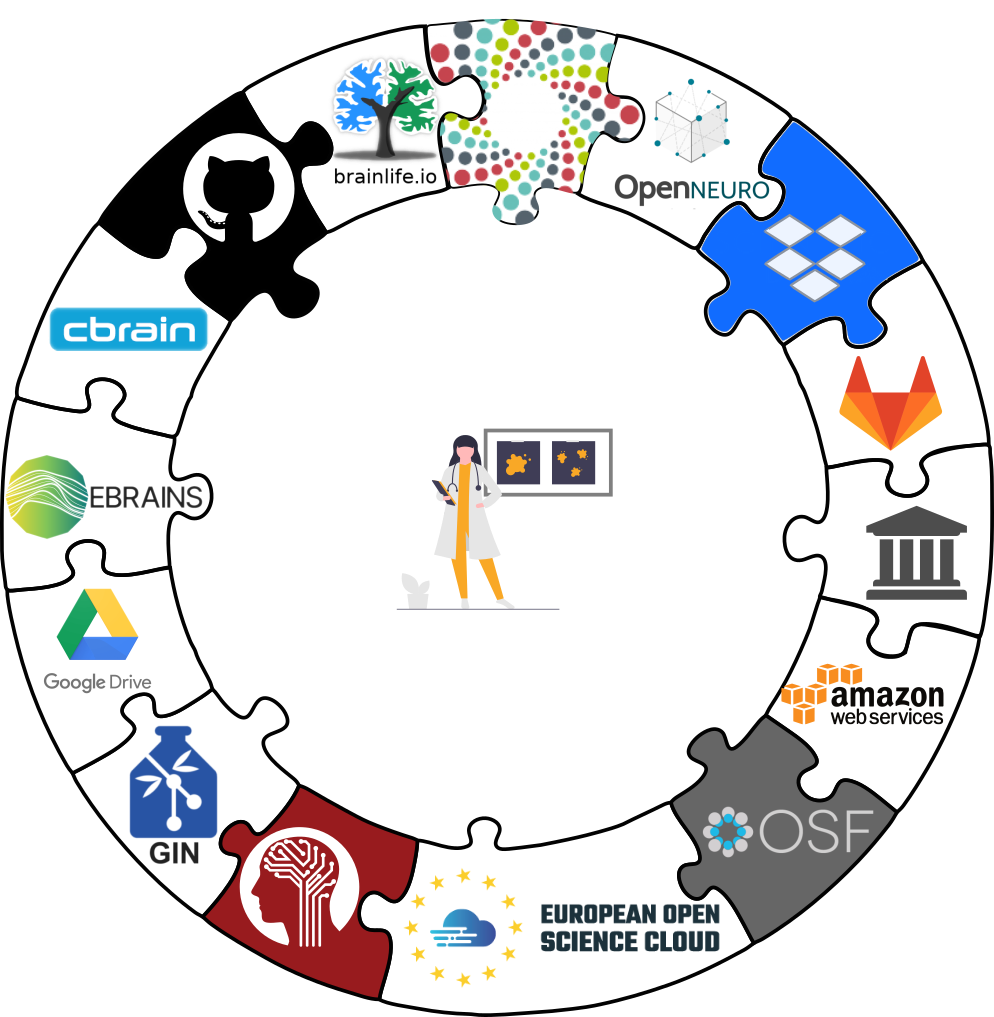 brainlife.io
OpenNEURO
cbrain
EBRAINS
Google Drive
amazon
web services
OSF
GIN
EUROPEAN OPEN
SCIENCE CLOUD